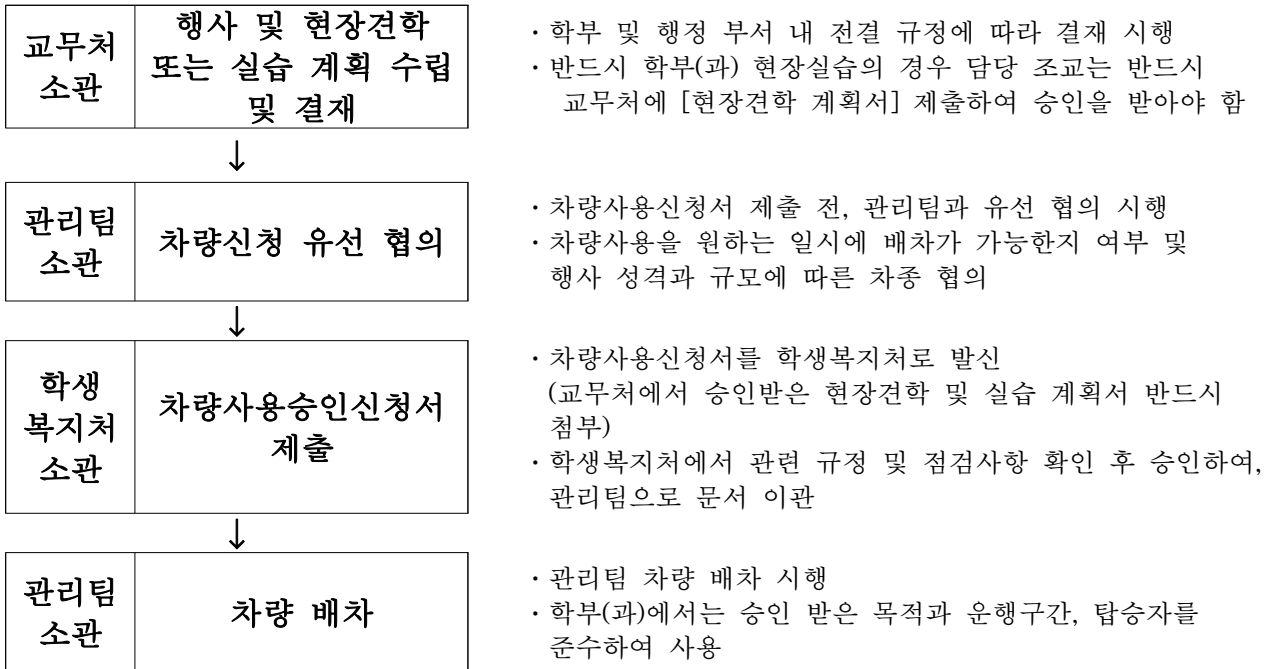 교무처
소관
행사 및 현장견학
또는 실습 계획 수립
및 결재
·학부 및 행정 부서 내 전결 규정에 따라 결재 시행
·반드시 학부(과) 현장실습의 경우 담당 조교는 반드시
교무처에 [현장견학 계획서] 제출하여 승인을 받아야 함
↓
관리팀
소관
차량신청 유선 협의
·차량사용신청서 제출 전, 관리팀과 유선 협의 시행
·차량사용을 원하는 일시에 배차가 가능한지 여부 및
행사 성격과 규모에 따른 차종 협의
↓
학생
복지처
소관
차량사용승인신청서
제출
·차량사용신청서를 학생복지처로 발신
(교무처에서 승인받은 현장견학 및 실습 계획서 반드시
첨부)
·학생복지처에서 관련 규정 및 점검사항 확인 후 승인하여,
관리팀으로 문서 이관
↓
관리팀
소관
차량 배차
·관리팀 차량 배차 시행
·학부(과)에서는 승인 받은 목적과 운행구간, 탑승자를
준수하여 사용